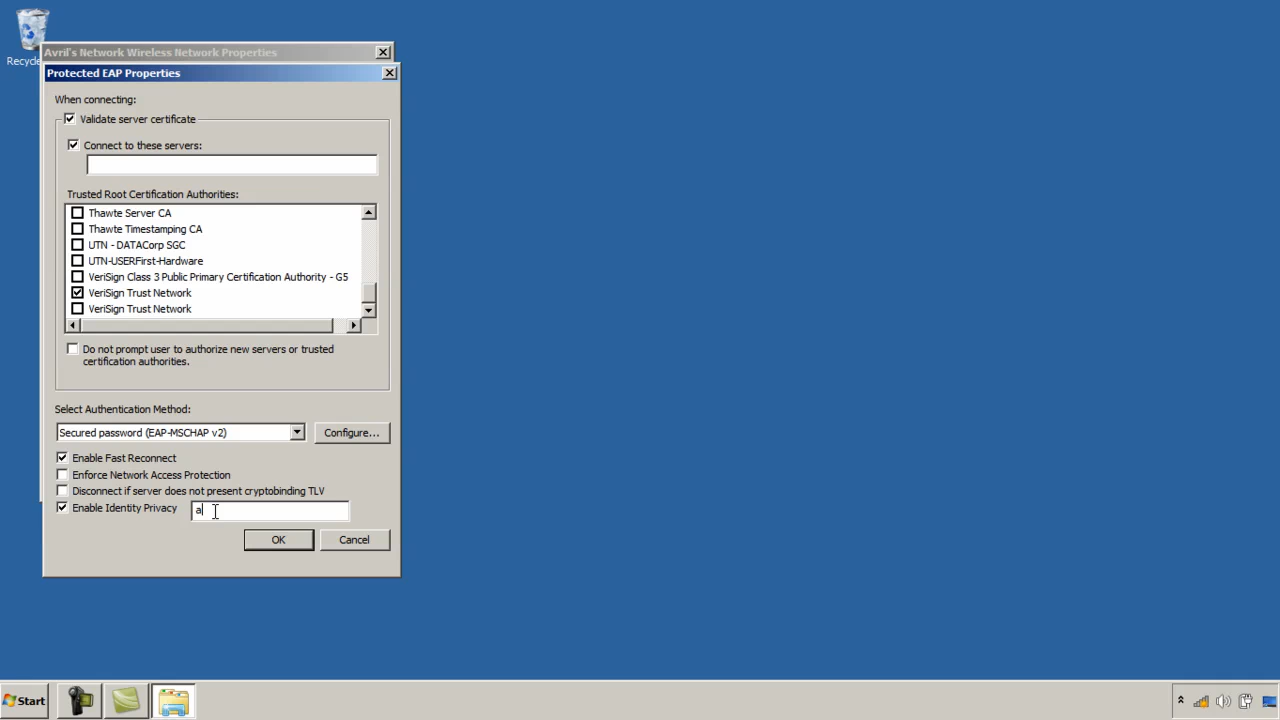 Recycle
Avril's Network Wireless Network Properties
Protected EAP Properties
When connecting:
Validate server certificate
Connect to these servers:
Trusted Root Certification Authorities:
Thawte Server CA
Thawte Timestamping CA
UTN - DATACorp SGC
UTN-USERFirst-Hardware
VeriSign Class 3 Public Primary Certification Authority - G5
VeriSign Trust Network
VeriSign Trust Network
Do not prompt user to authorize new servers or trusted
certification authorities.
Select Authentication Method:
Secured password (EAP-MSCHAP v2)
Configure...
Enable Fast Reconnect
Enforce Network Access Protection
Disconnect if server does not present cryptobinding TLV
Enable Identity Privacy a
OK Cancel
Start